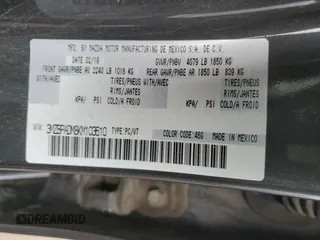 MFD. BY MAZDA MOTOR MANUFACTURING DE MEXICO S.A. DE C.V.
DATE 02/19 GVWR/PNBV 4079 LB 1850 KG
FRONT GAWR/PNBE AV 2240 LB 1016 KG REAR GAWR/PNBE AR 1850 LB 839 KG
WITH/AVEC WITH/AVEC
TIRES/PNEUS TIRES/PNEUS
RIMS/JANTES RIMS/JANTES
PSI/KPA COLD/A FROID PSI/KPA COLD/A FROID
TYPE:PC/VT COLOR CODE: 46G MADE IN MEXICO
DREAMBID